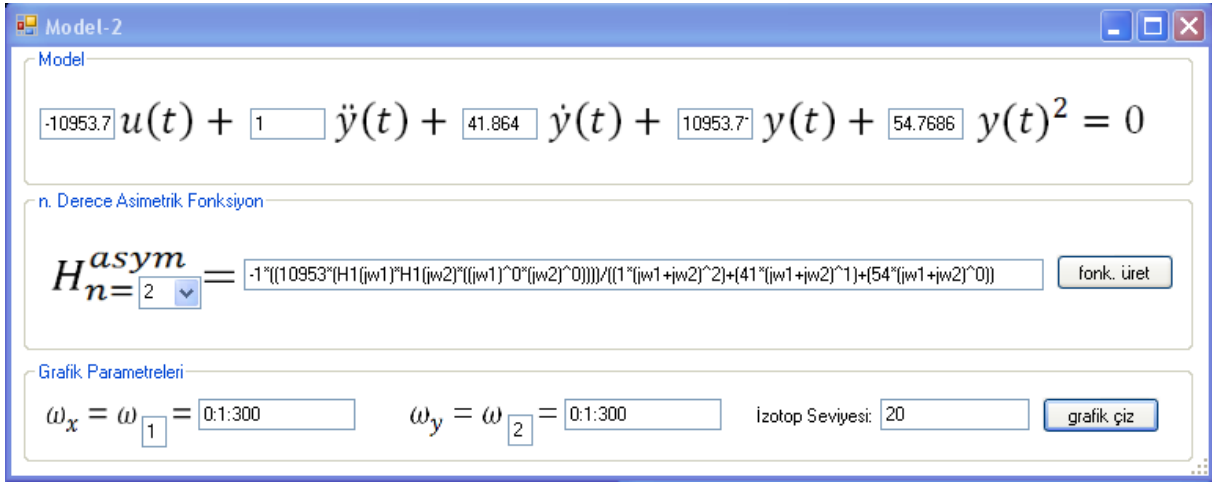 Model-2
Model
-10953.7 u(t) + 1 ÿ(t) + 41.864 ẏ(t) + 10953.7 y(t) + 54.7686 y(t)² = 0
n. Derece Asimetrik Fonksiyon
H asym n= 2 = -1*((10953*(H1(jw1)*H1(jw2)*((jw1)^0*(jw2)^0))))/((1*(jw1+jw2)^2)+(41*(jw1+jw2)^1)+(54*(jw1+jw2)^0)) fonk. üret
Grafik Parametreleri
ωx = ω 1 = 0:1:300 ωy = ω 2 = 0:1:300 İzotop Seviyesi: 20 grafik çiz